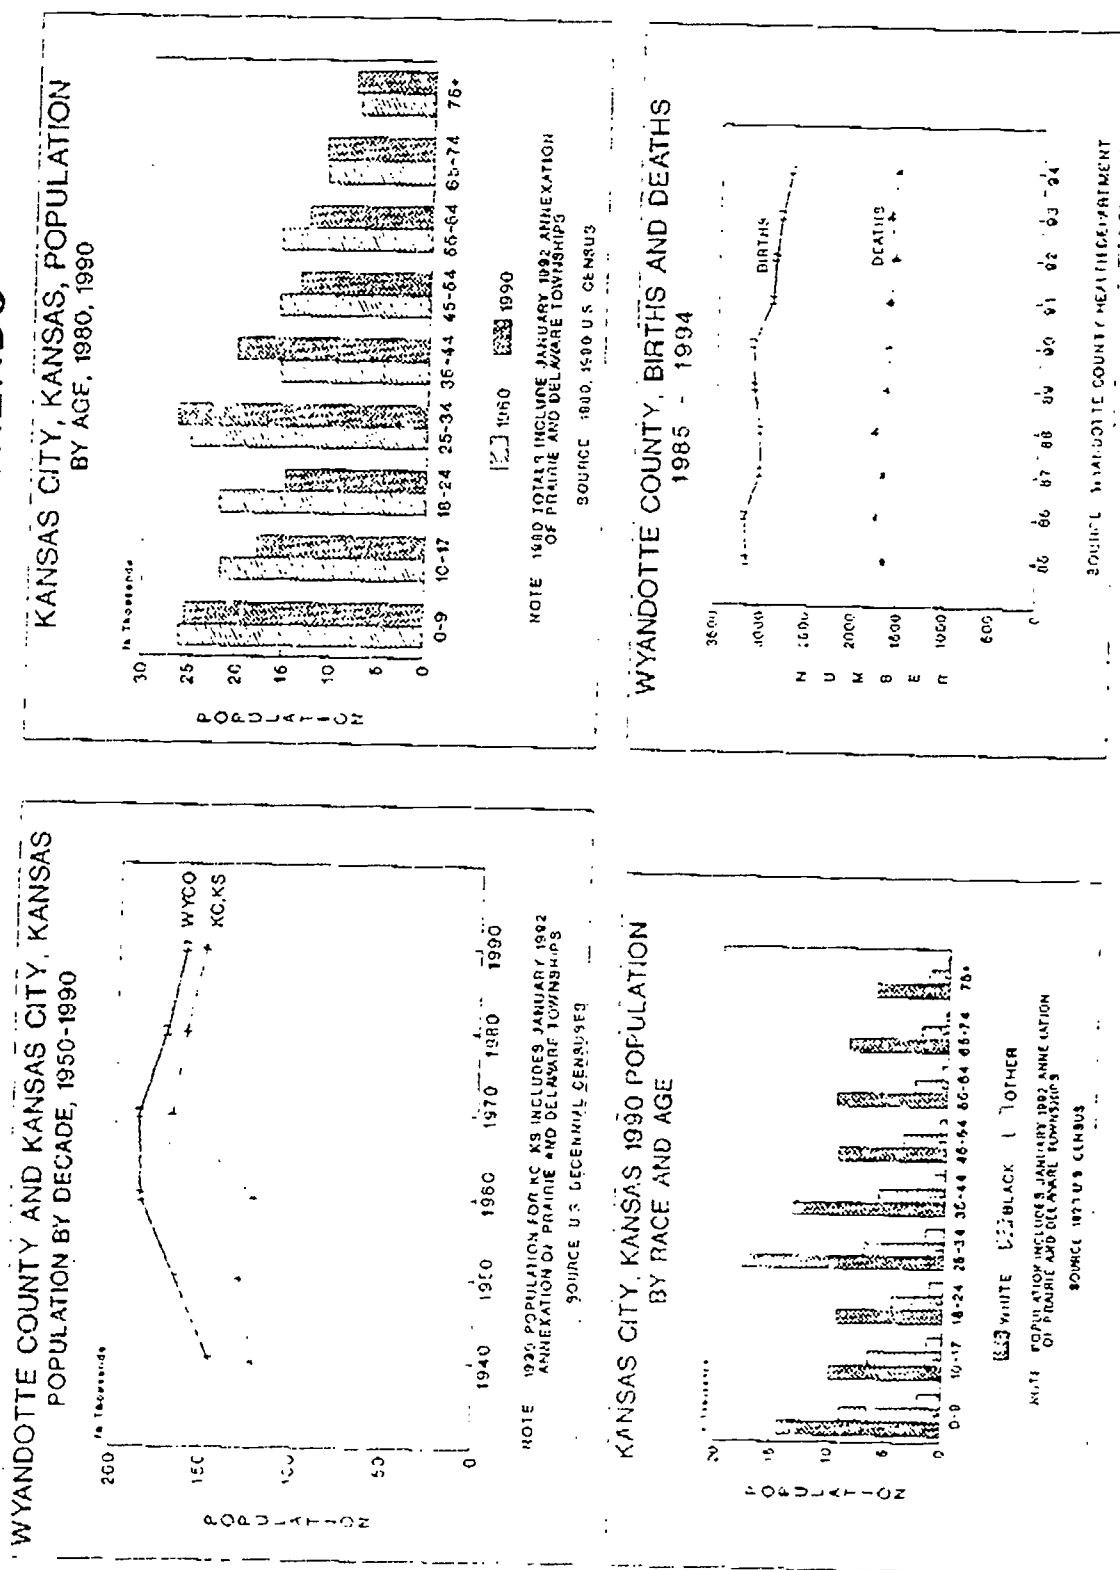 WYANDOTTE COUNTY AND KANSAS CITY, KANSAS
POPULATION BY DECADE, 1950-1990
In Thousands
200
150
50
0
POPULATION
WYCO
KC,KS
1940
1950
1960
1970
1980
1990
NOTE 1990 POPULATION FOR KC KS INCLUDES JANUARY 1992
ANNEXATION OF PRAIRIE AND DELAWARE TOWNSHIPS
SOURCE US DECENNIAL CENSUSES
KANSAS CITY, KANSAS, POPULATION
BY AGE, 1980, 1990
In Thousands
30
25
20
15
10
5
0
POPULATION
0-9
10-17
18-24
25-34
35-44
45-54
55-64
65-74
75+
1980
1990
NOTE 1980 TOTALS INCLUDE JANUARY 1992 ANNEXATION
OF PRAIRIE AND DELAWARE TOWNSHIPS
SOURCE 1980, 1990 US CENSUS
KANSAS CITY, KANSAS 1990 POPULATION
BY RACE AND AGE
20
15
10
5
0
POPULATION
0-9
10-17
18-24
25-34
35-44
45-54
55-64
65-74
75+
WHITE
BLACK
OTHER
NOTE POPULATION INCLUDES JANUARY 1992 ANNEXATION
OF PRAIRIE AND DELAWARE TOWNSHIPS
SOURCE US CENSUS
WYANDOTTE COUNTY, BIRTHS AND DEATHS
1985 - 1994
3500
3000
2500
2000
1500
1000
500
0
NUMBER
BIRTHS
DEATHS
85
86
87
88
89
90
91
92
93
94
SOURCE WYANDOTTE COUNTY HEALTH DEPARTMENT